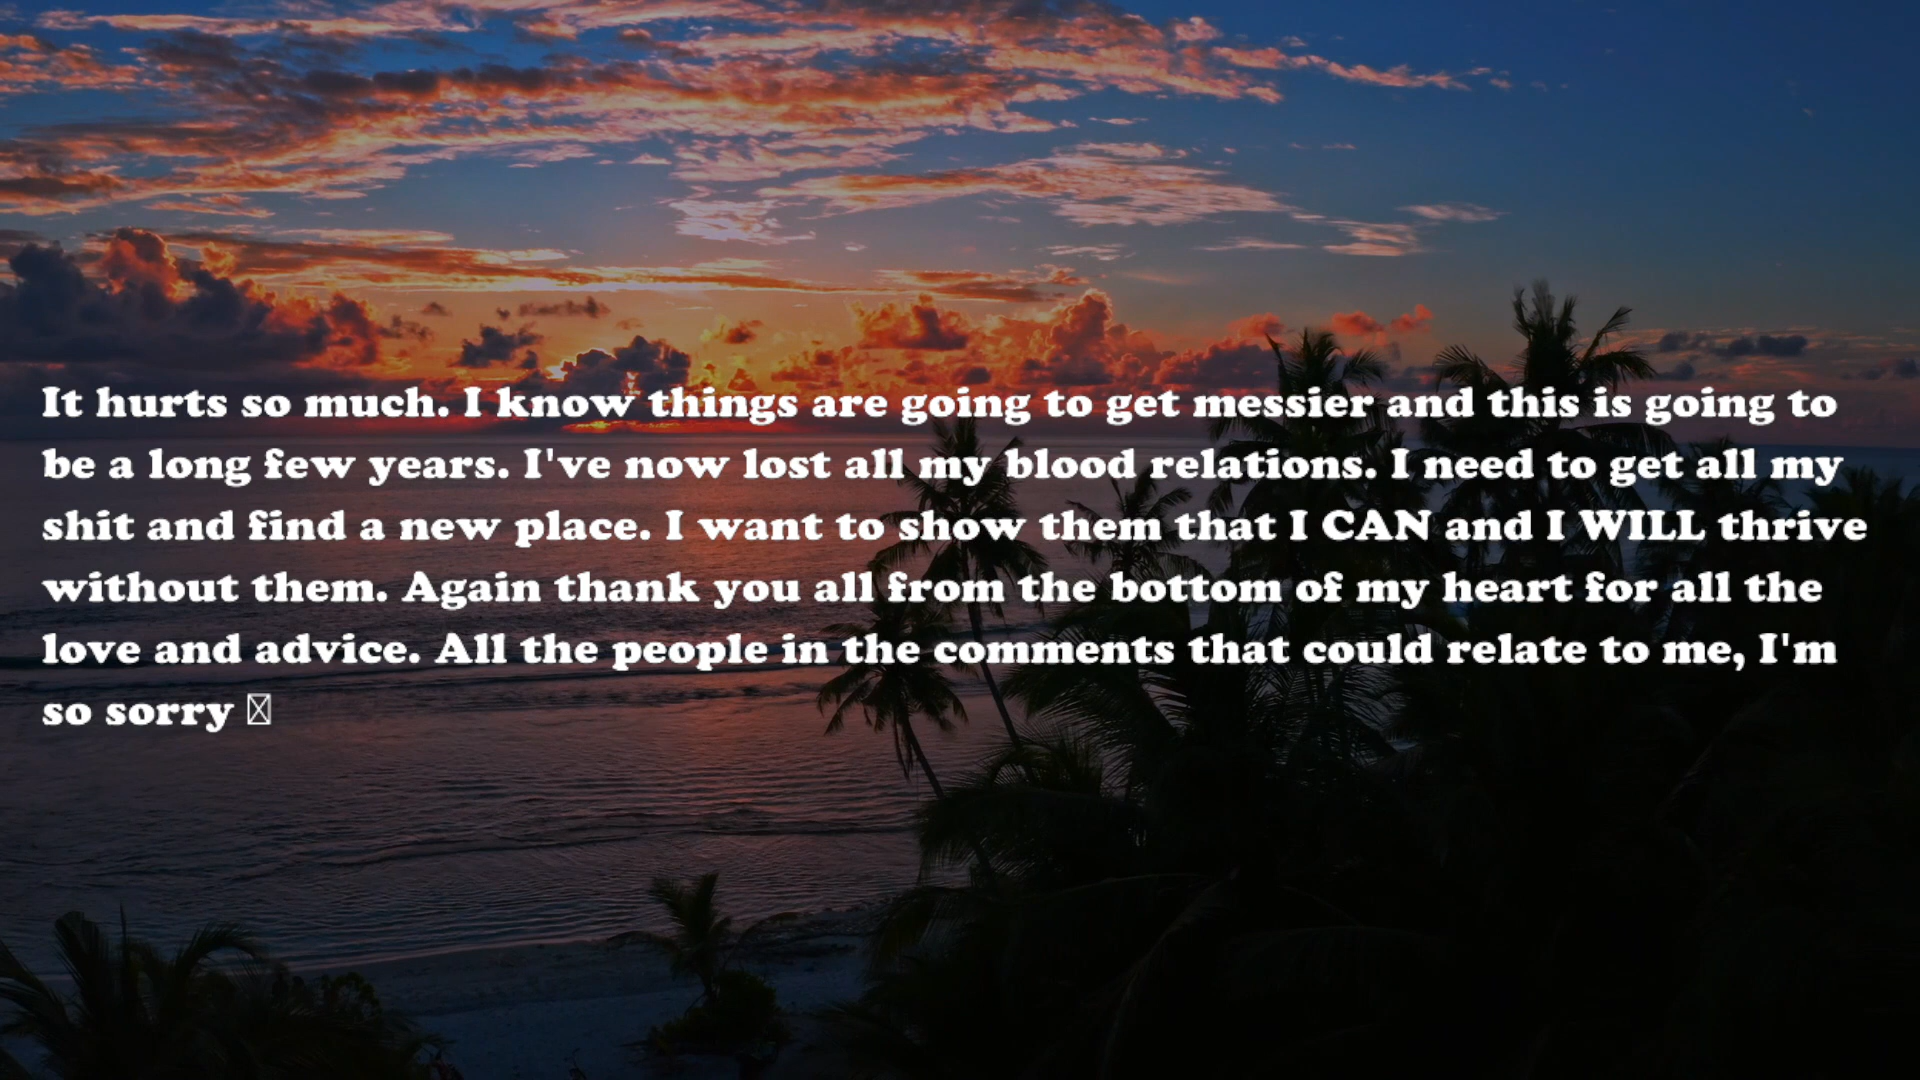 It hurts so much. I know things are going to get messier and this is going to
be a long few years. I've now lost all my blood relations. I need to get all my
shit and find a new place. I want to show them that I CAN and I WILL thrive
without them. Again thank you all from the bottom of my heart for all the
love and advice. All the people in the comments that could relate to me, I'm
so sorry